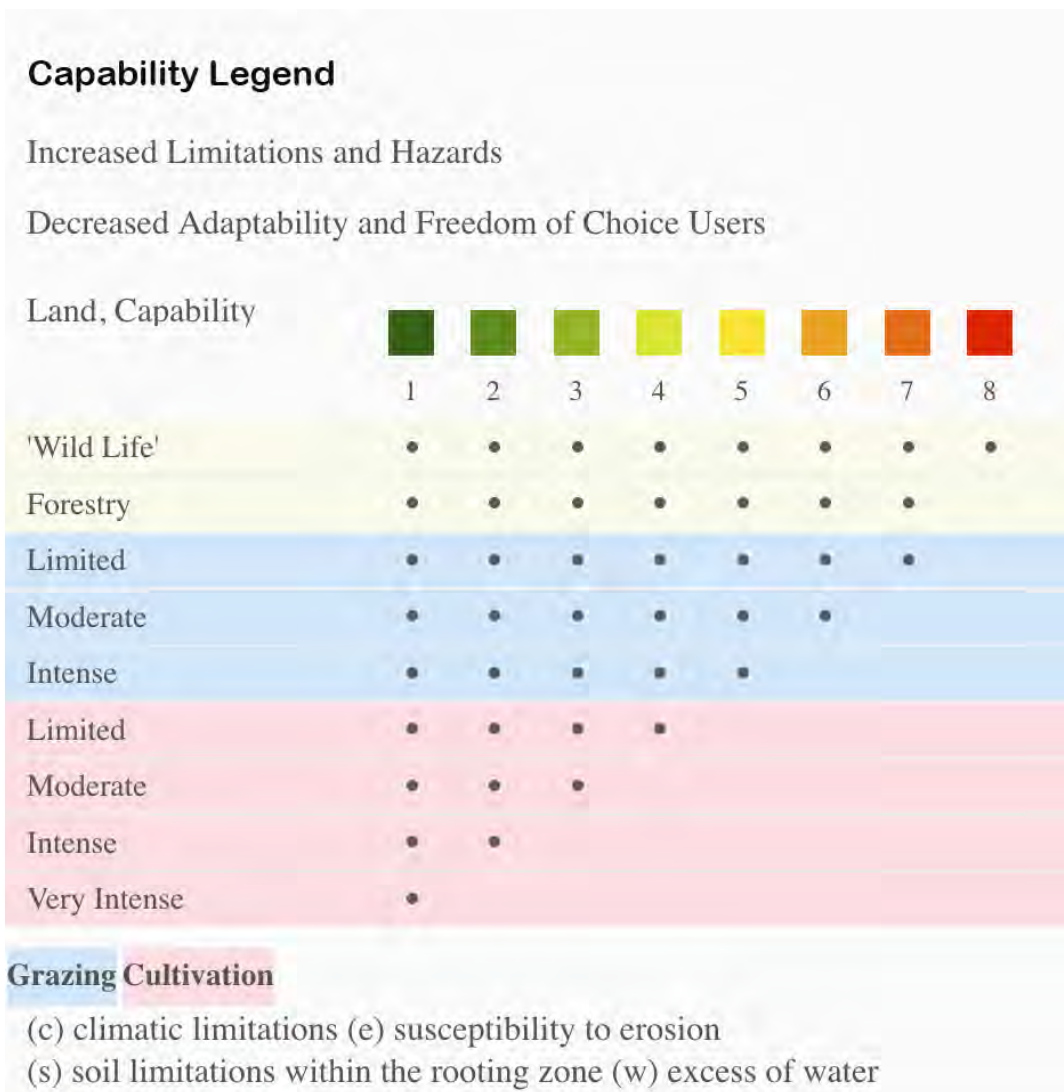 Capability Legend
Increased Limitations and Hazards
Decreased Adaptability and Freedom of Choice Users
Land, Capability
1 2 3 4 5 6 7 8
'Wild Life'
Forestry
Limited
Moderate
Intense
Limited
Moderate
Intense
Very Intense
Grazing Cultivation
(c) climatic limitations (e) susceptibility to erosion
(s) soil limitations within the rooting zone (w) excess of water